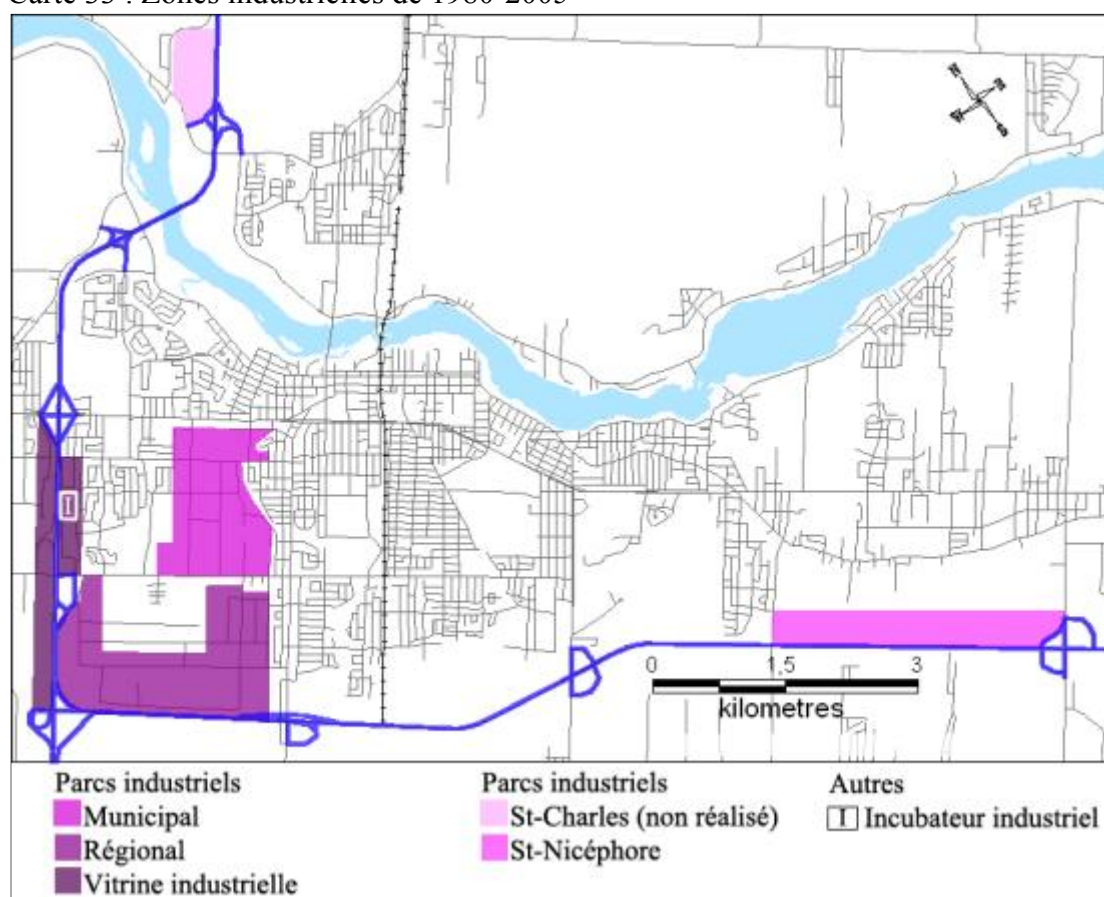 Carte 33 : Zones industrielles de 1980-2005
N
E
W
S
I
0 1,5 3
kilometres
Parcs industriels
Municipal
Régional
Vitrine industrielle
Parcs industriels
St-Charles (non réalisé)
St-Nicéphore
Autres
I Incubateur industriel